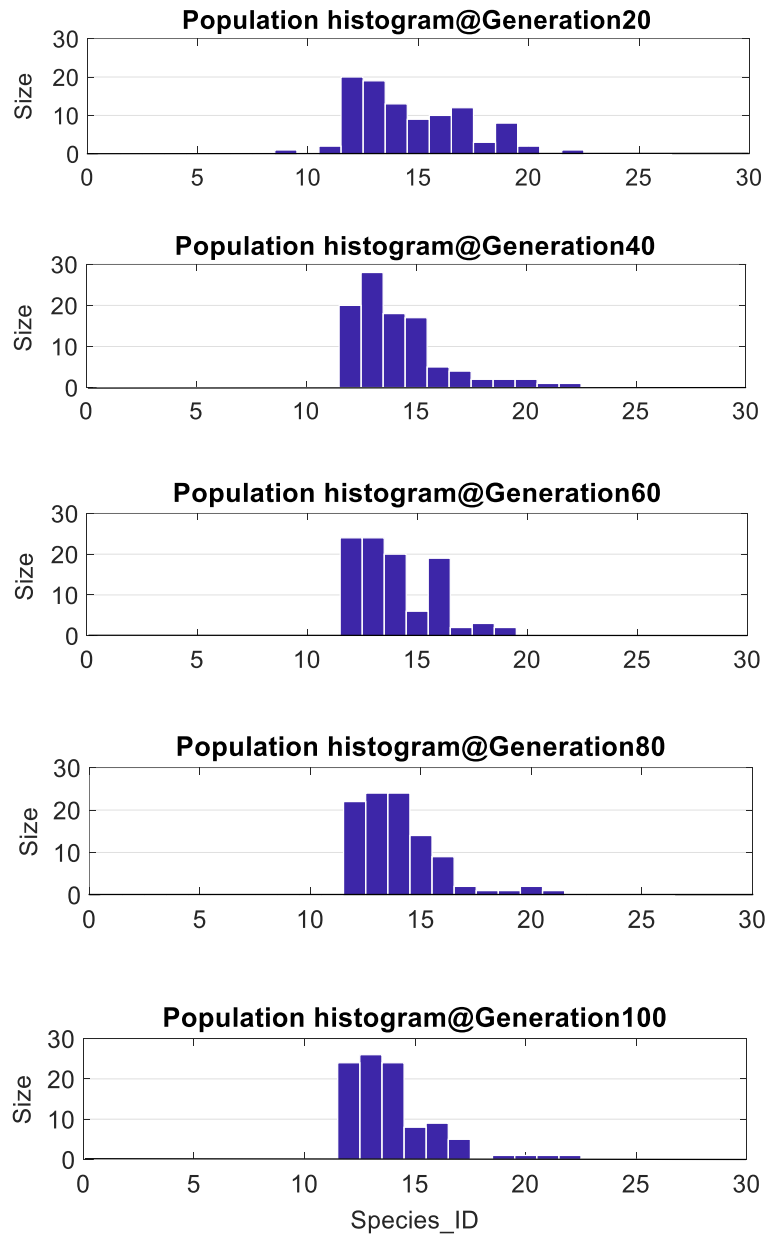 Population histogram@Generation20
30
20
10
0
Size
0 5 10 15 20 25 30
Population histogram@Generation40
30
20
10
0
Size
0 5 10 15 20 25 30
Population histogram@Generation60
30
20
10
0
Size
0 5 10 15 20 25 30
Population histogram@Generation80
30
20
10
0
Size
0 5 10 15 20 25 30
Population histogram@Generation100
30
20
10
0
Size
0 5 10 15 20 25 30
Species_ID